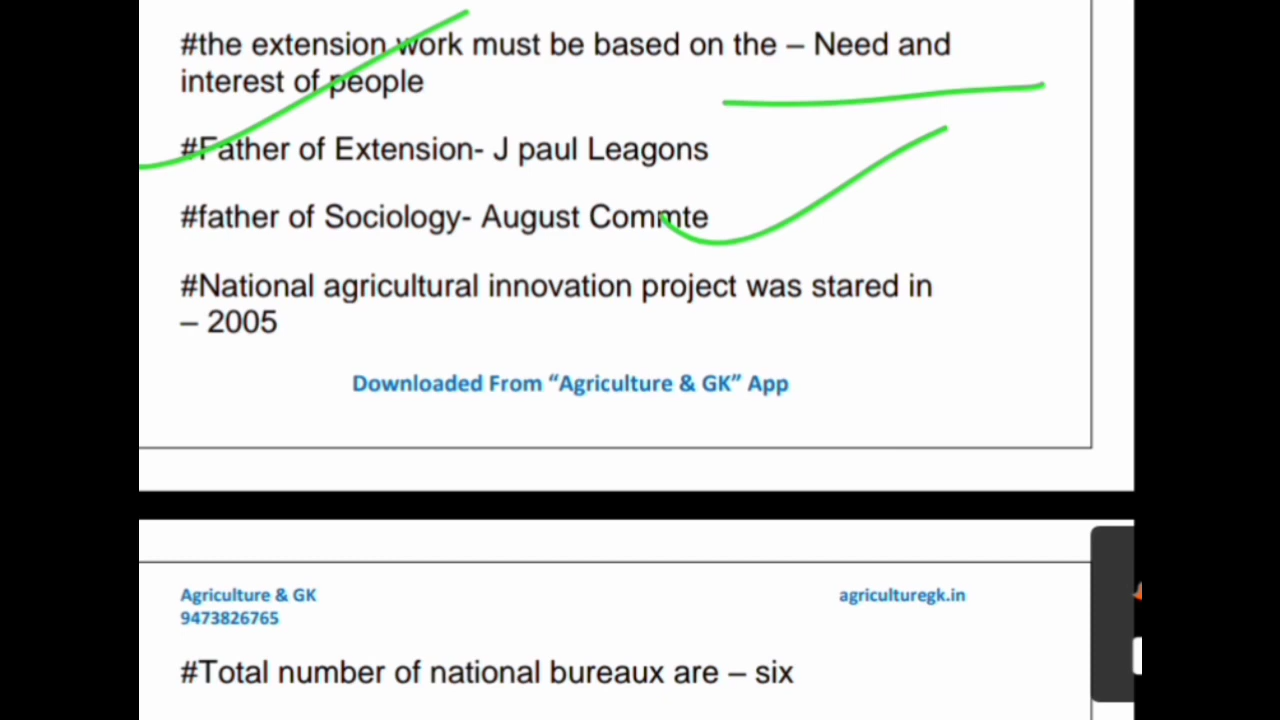 #the extension work must be based on the – Need and
interest of people
#Father of Extension- J paul Leagons
#father of Sociology- August Commte
#National agricultural innovation project was stared in
– 2005
Downloaded From “Agriculture & GK” App
Agriculture & GK
agriculturegk.in
9473826765
#Total number of national bureaux are – six